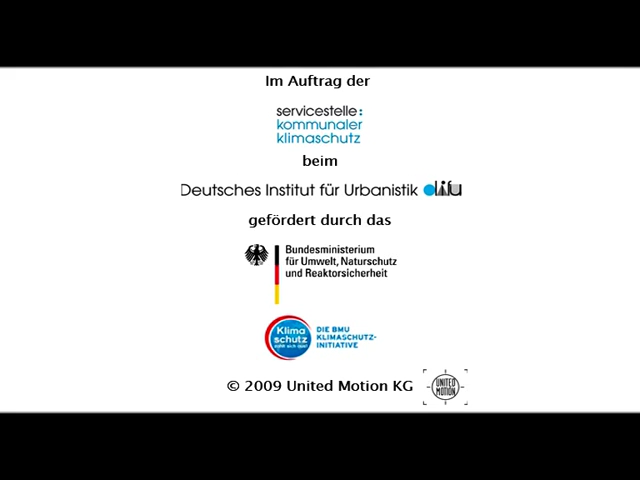 Im Auftrag der
servicestelle:
kommunaler
klimaschutz
beim
Deutsches Institut für Urbanistik difu
gefördert durch das
Bundesministerium
für Umwelt, Naturschutz
und Reaktorsicherheit
Klima
schutz
DIE BMU
KLIMASCHUTZ-
INITIATIVE
© 2009 United Motion KG
UNITED
MOTION